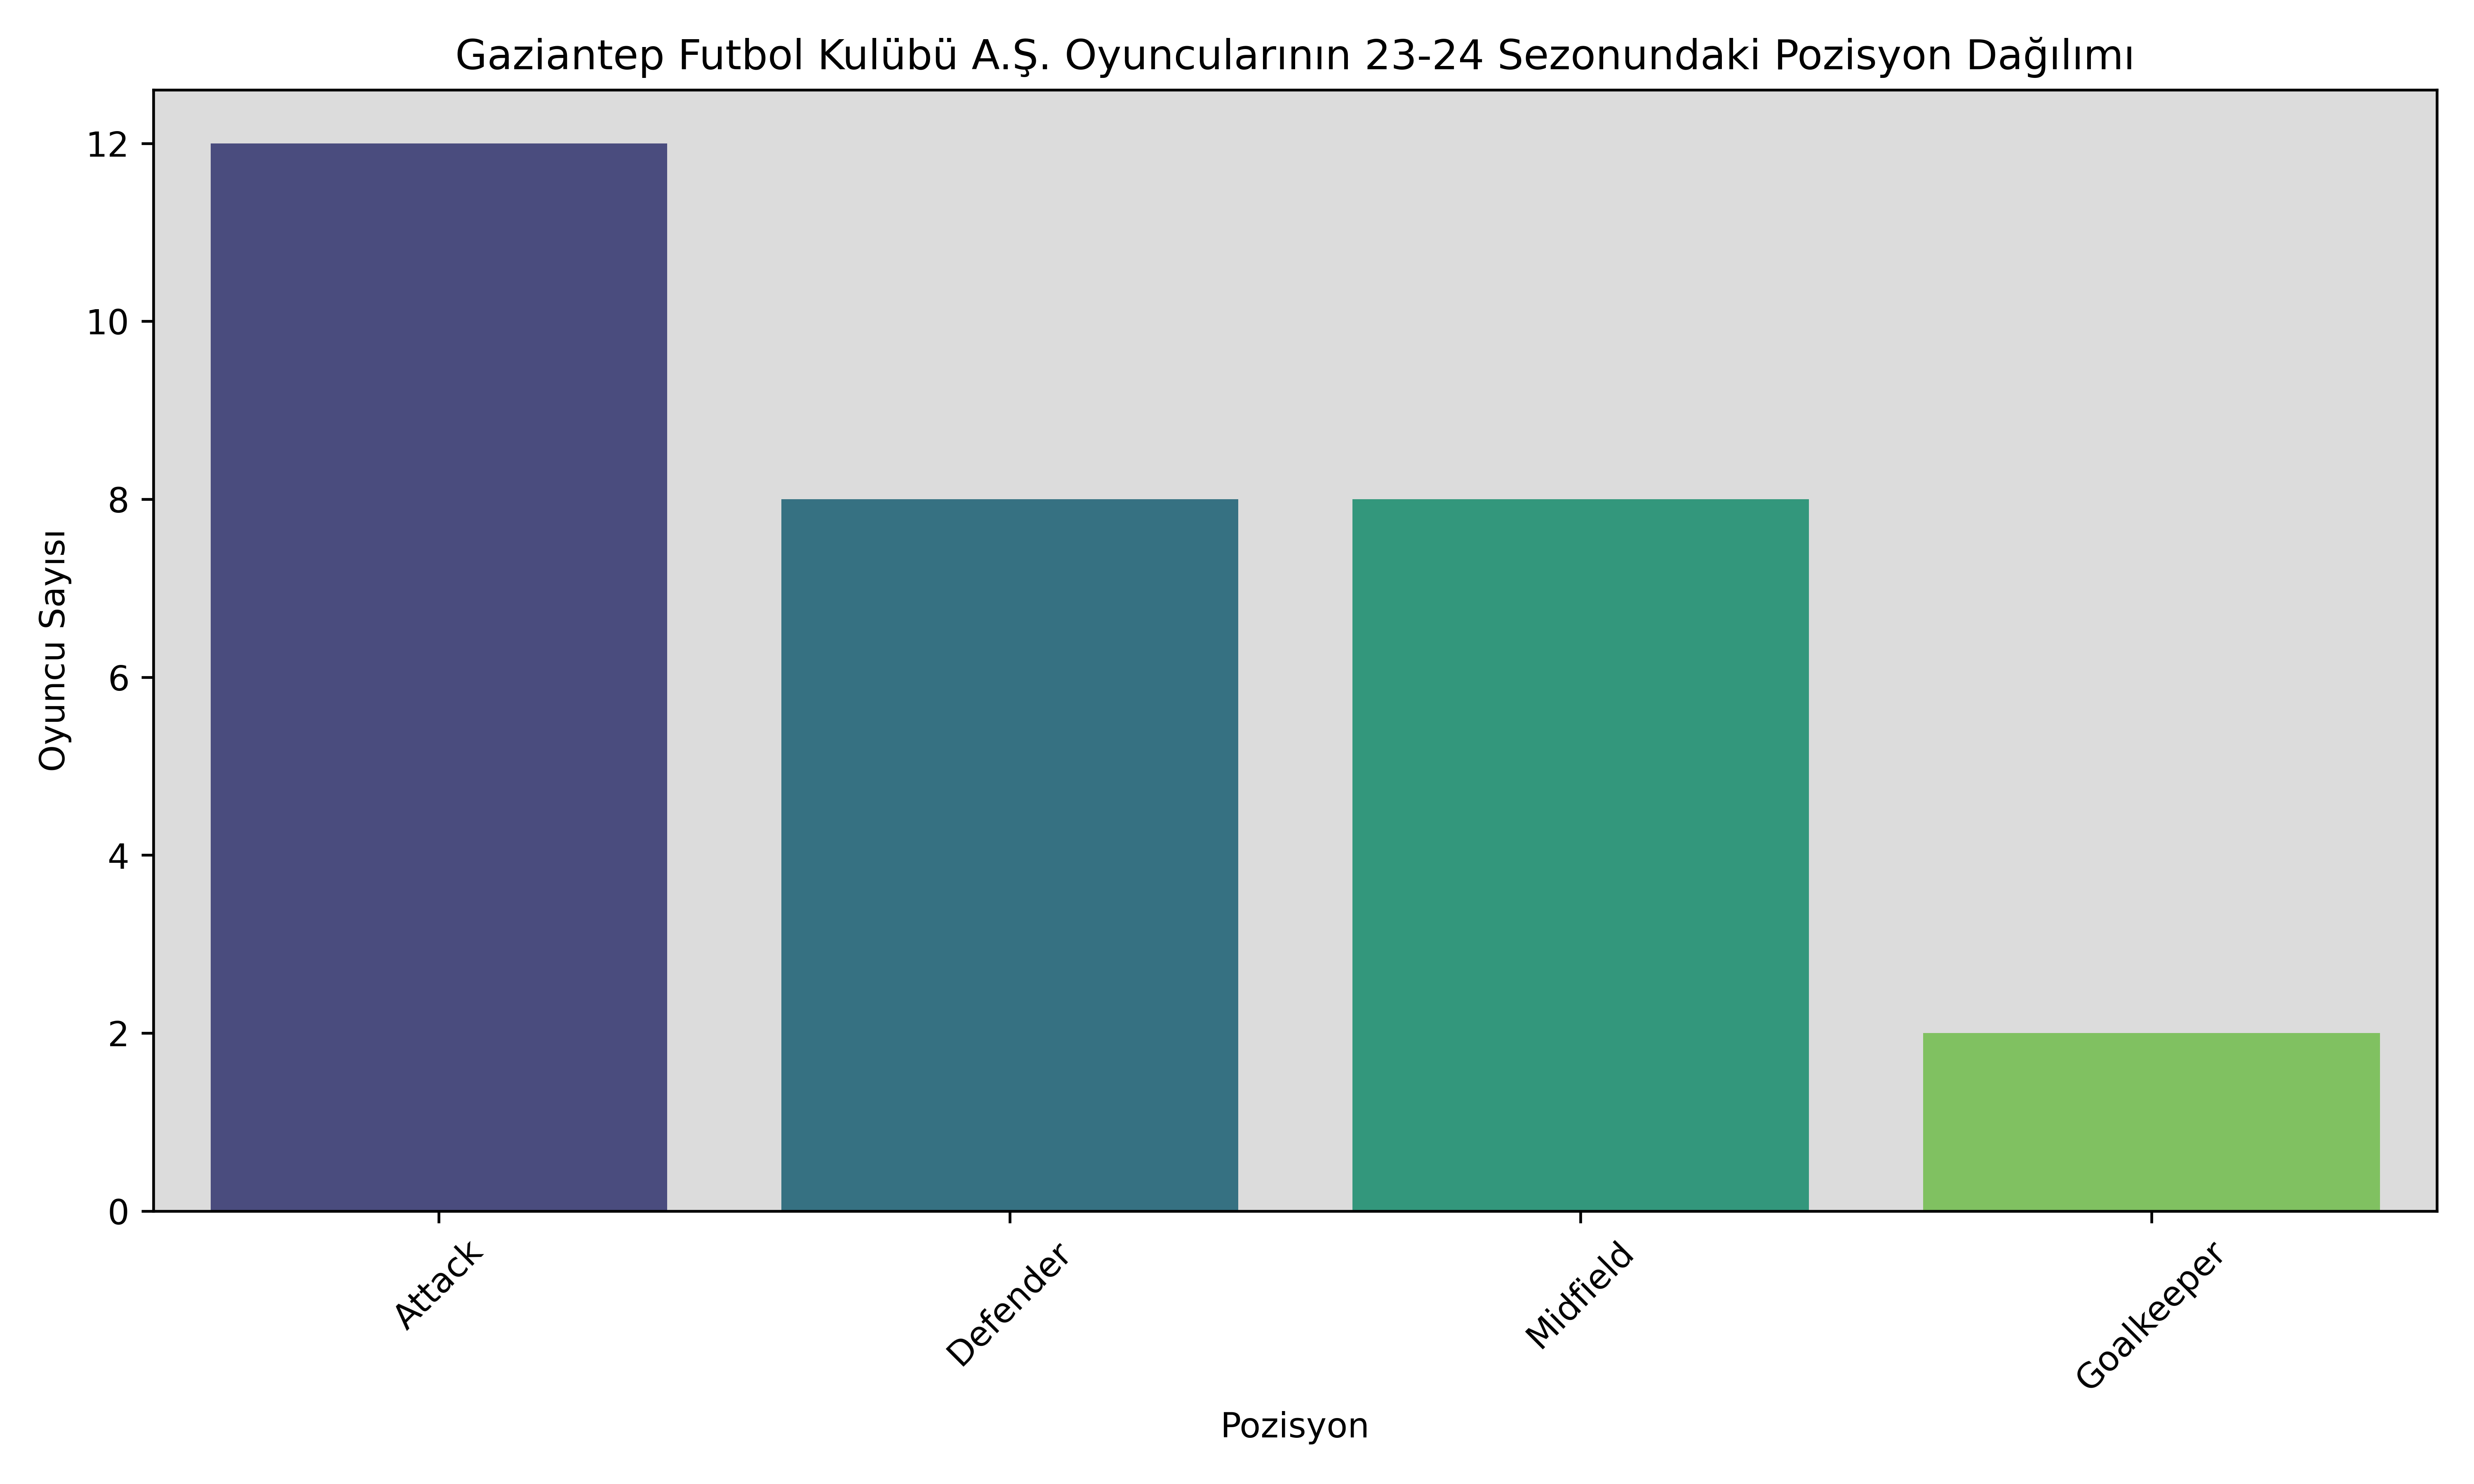 Gaziantep Futbol Kulübü A.Ş. Oyuncularının 23-24 Sezonundaki Pozisyon Dağılımı
Oyuncu Sayısı
12
10
8
6
4
2
0
Attack
Defender
Midfield
Goalkeeper
Pozisyon